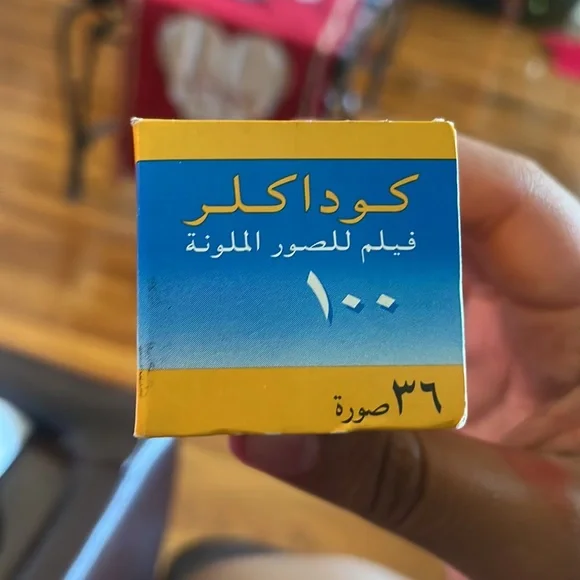 كوداكلر
فيلم للصور الملونة
١٠٠
٣٦ صورة